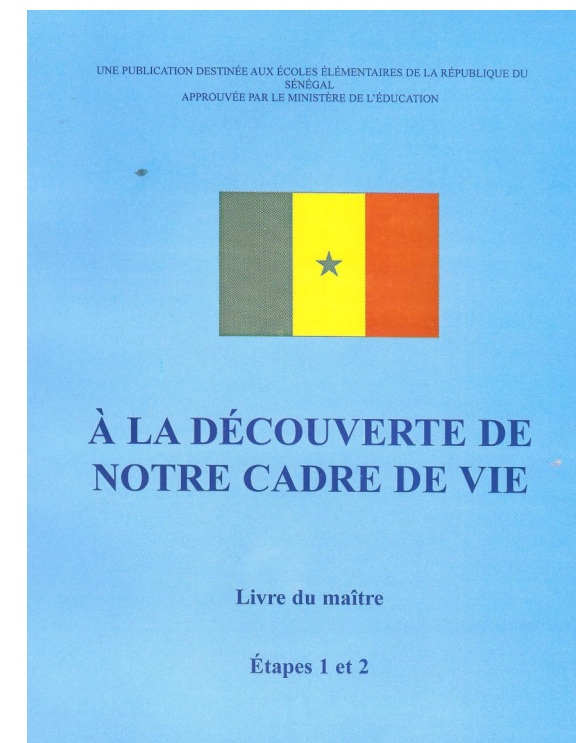 UNE PUBLICATION DESTINÉE AUX ÉCOLES ÉLÉMENTAIRES DE LA RÉPUBLIQUE DU
SÉNÉGAL
APPROUVÉE PAR LE MINISTÈRE DE L'ÉDUCATION
À LA DÉCOUVERTE DE
NOTRE CADRE DE VIE
Livre du maître
Étapes 1 et 2